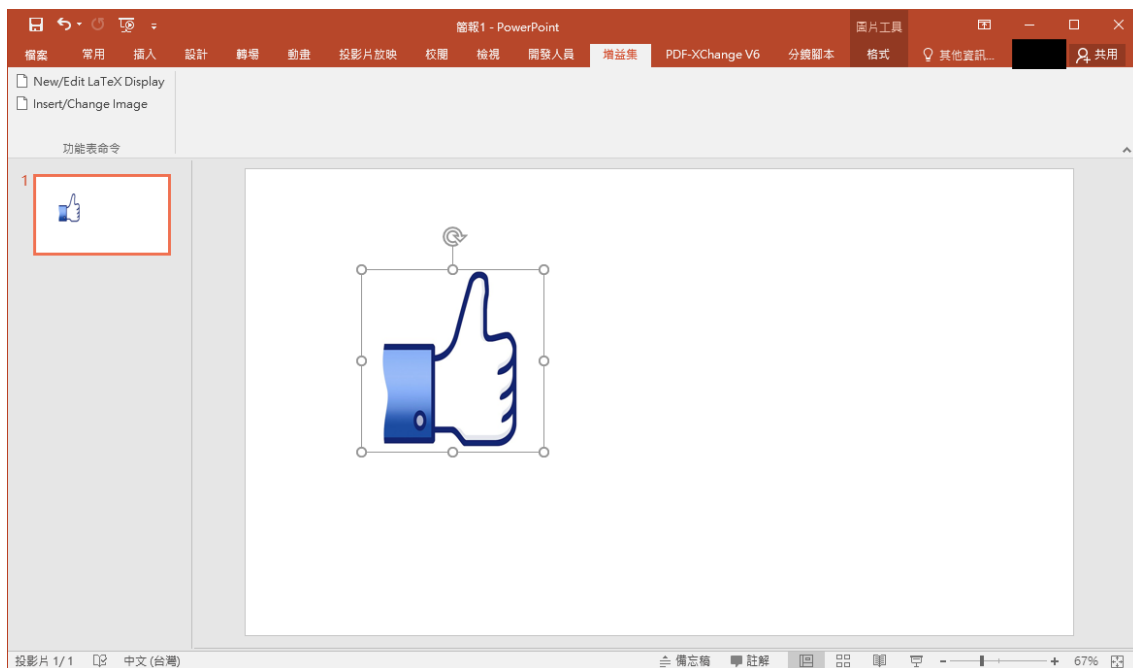 簡報1 - PowerPoint
圖片工具
檔案 常用 插入 設計 轉場 動畫 投影片放映 校閱 檢視 開發人員 增益集 PDF-XChange V6 分鏡腳本 格式 其他資訊... 共用
New/Edit LaTeX Display
Insert/Change Image
功能表命令
1
投影片 1/1 中文 (台灣) 備忘稿 註解 67%